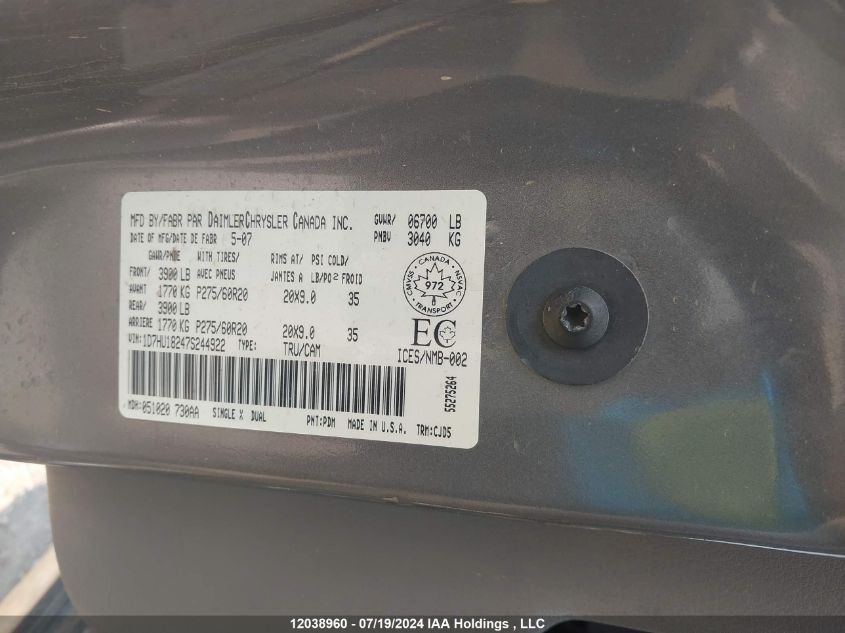 MFD BY/FABR PAR DAIMLERCHRYSLER CANADA INC.
GVWR/ 06700 LB
DATE OF MFG/DATE DE FABR 5-07
PNBV 3040 KG
GAWR/PNBE WITH TIRES/ RIMS AT/ PSI COLD/
FRONT/ 3900 LB AVEC PNEUS JANTES A LB/PO² FROID
AVANT 1770 KG P275/60R20 20X9.0 35
REAR/ 3900 LB
ARRIERE 1770 KG P275/60R20 20X9.0 35
VIN: 1D7HU18247S244922 TYPE: TRU/CAM
CANADA
CMVSS NSVAC
972
TRANSPORT
EC
ICES/NMB-002
55275264
MDH: 051020 730AA SINGLE X DUAL
PNT: PDM MADE IN U.S.A. TRM: CJD5
12038960 - 07/19/2024 IAA Holdings , LLC